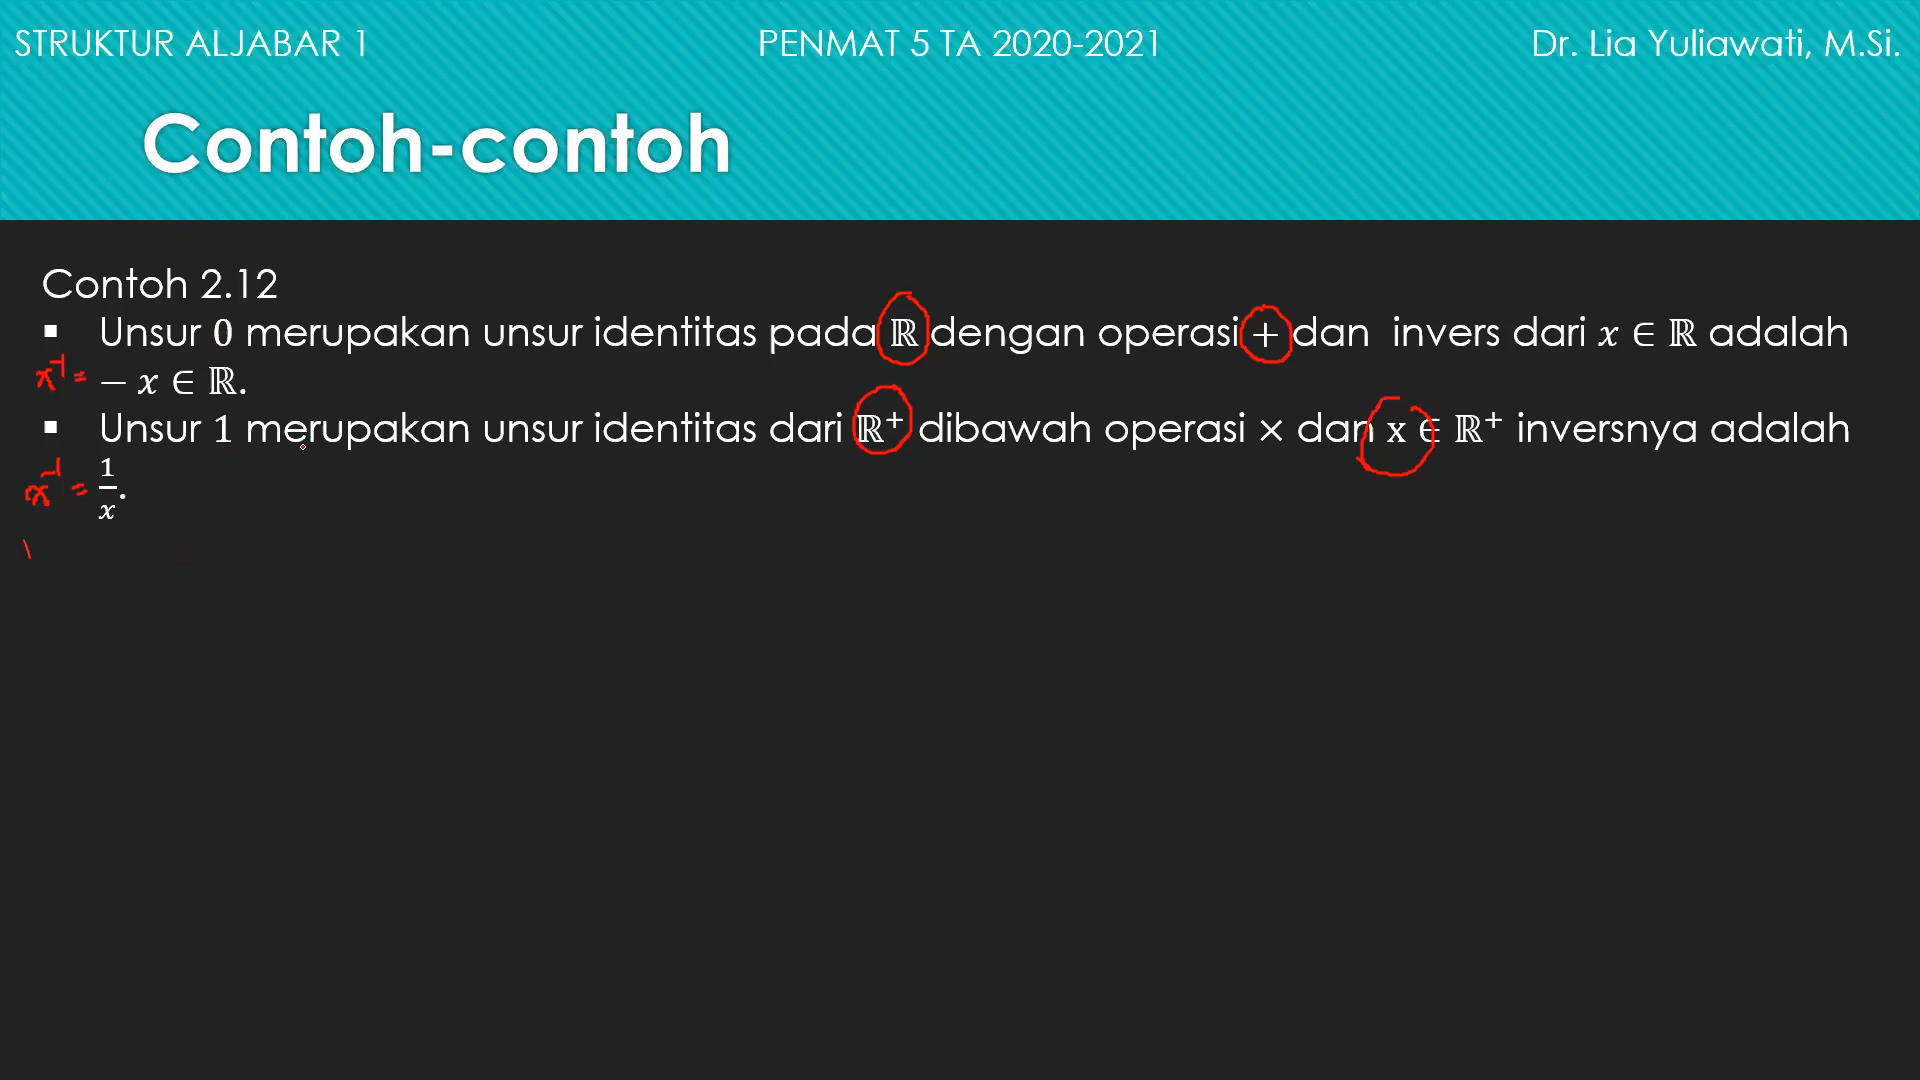 STRUKTUR ALJABAR 1 PENMAT 5 TA 2020-2021 Dr. Lia Yuliawati, M.Si.
Contoh-contoh
Contoh 2.12
▪ Unsur 0 merupakan unsur identitas pada ℝ dengan operasi + dan invers dari x ∈ ℝ adalah
x⁻¹ = − x ∈ ℝ.
▪ Unsur 1 merupakan unsur identitas dari ℝ⁺ dibawah operasi × dan x ∈ ℝ⁺ inversnya adalah
x⁻¹ = 1/x.